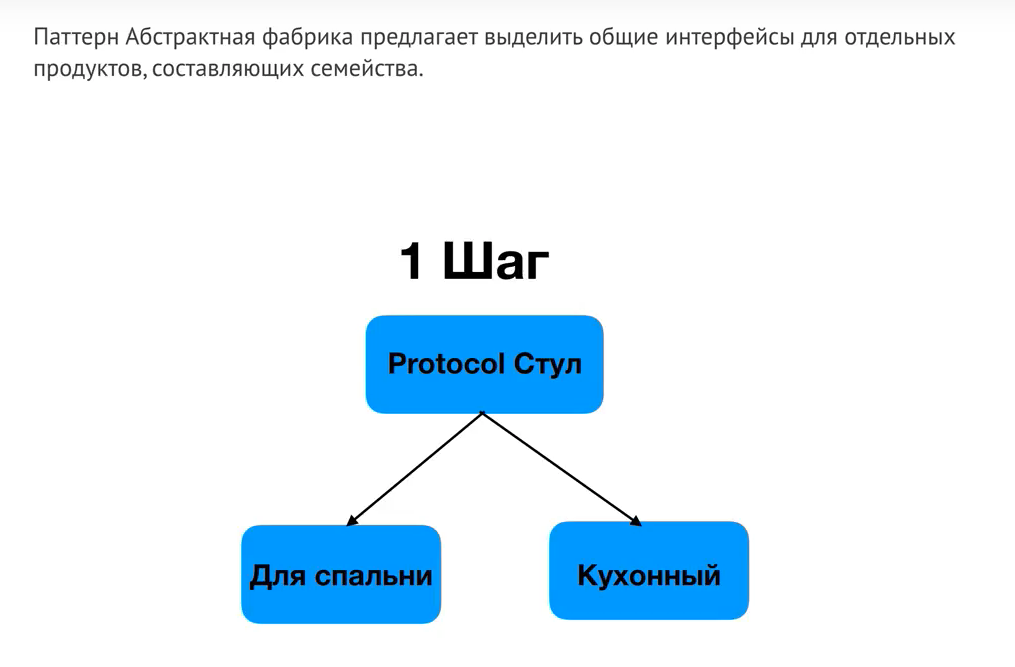 Паттерн Абстрактная фабрика предлагает выделить общие интерфейсы для отдельных
продуктов, составляющих семейства.
1 Шаг
Protocol Стул
Для спальни
Кухонный